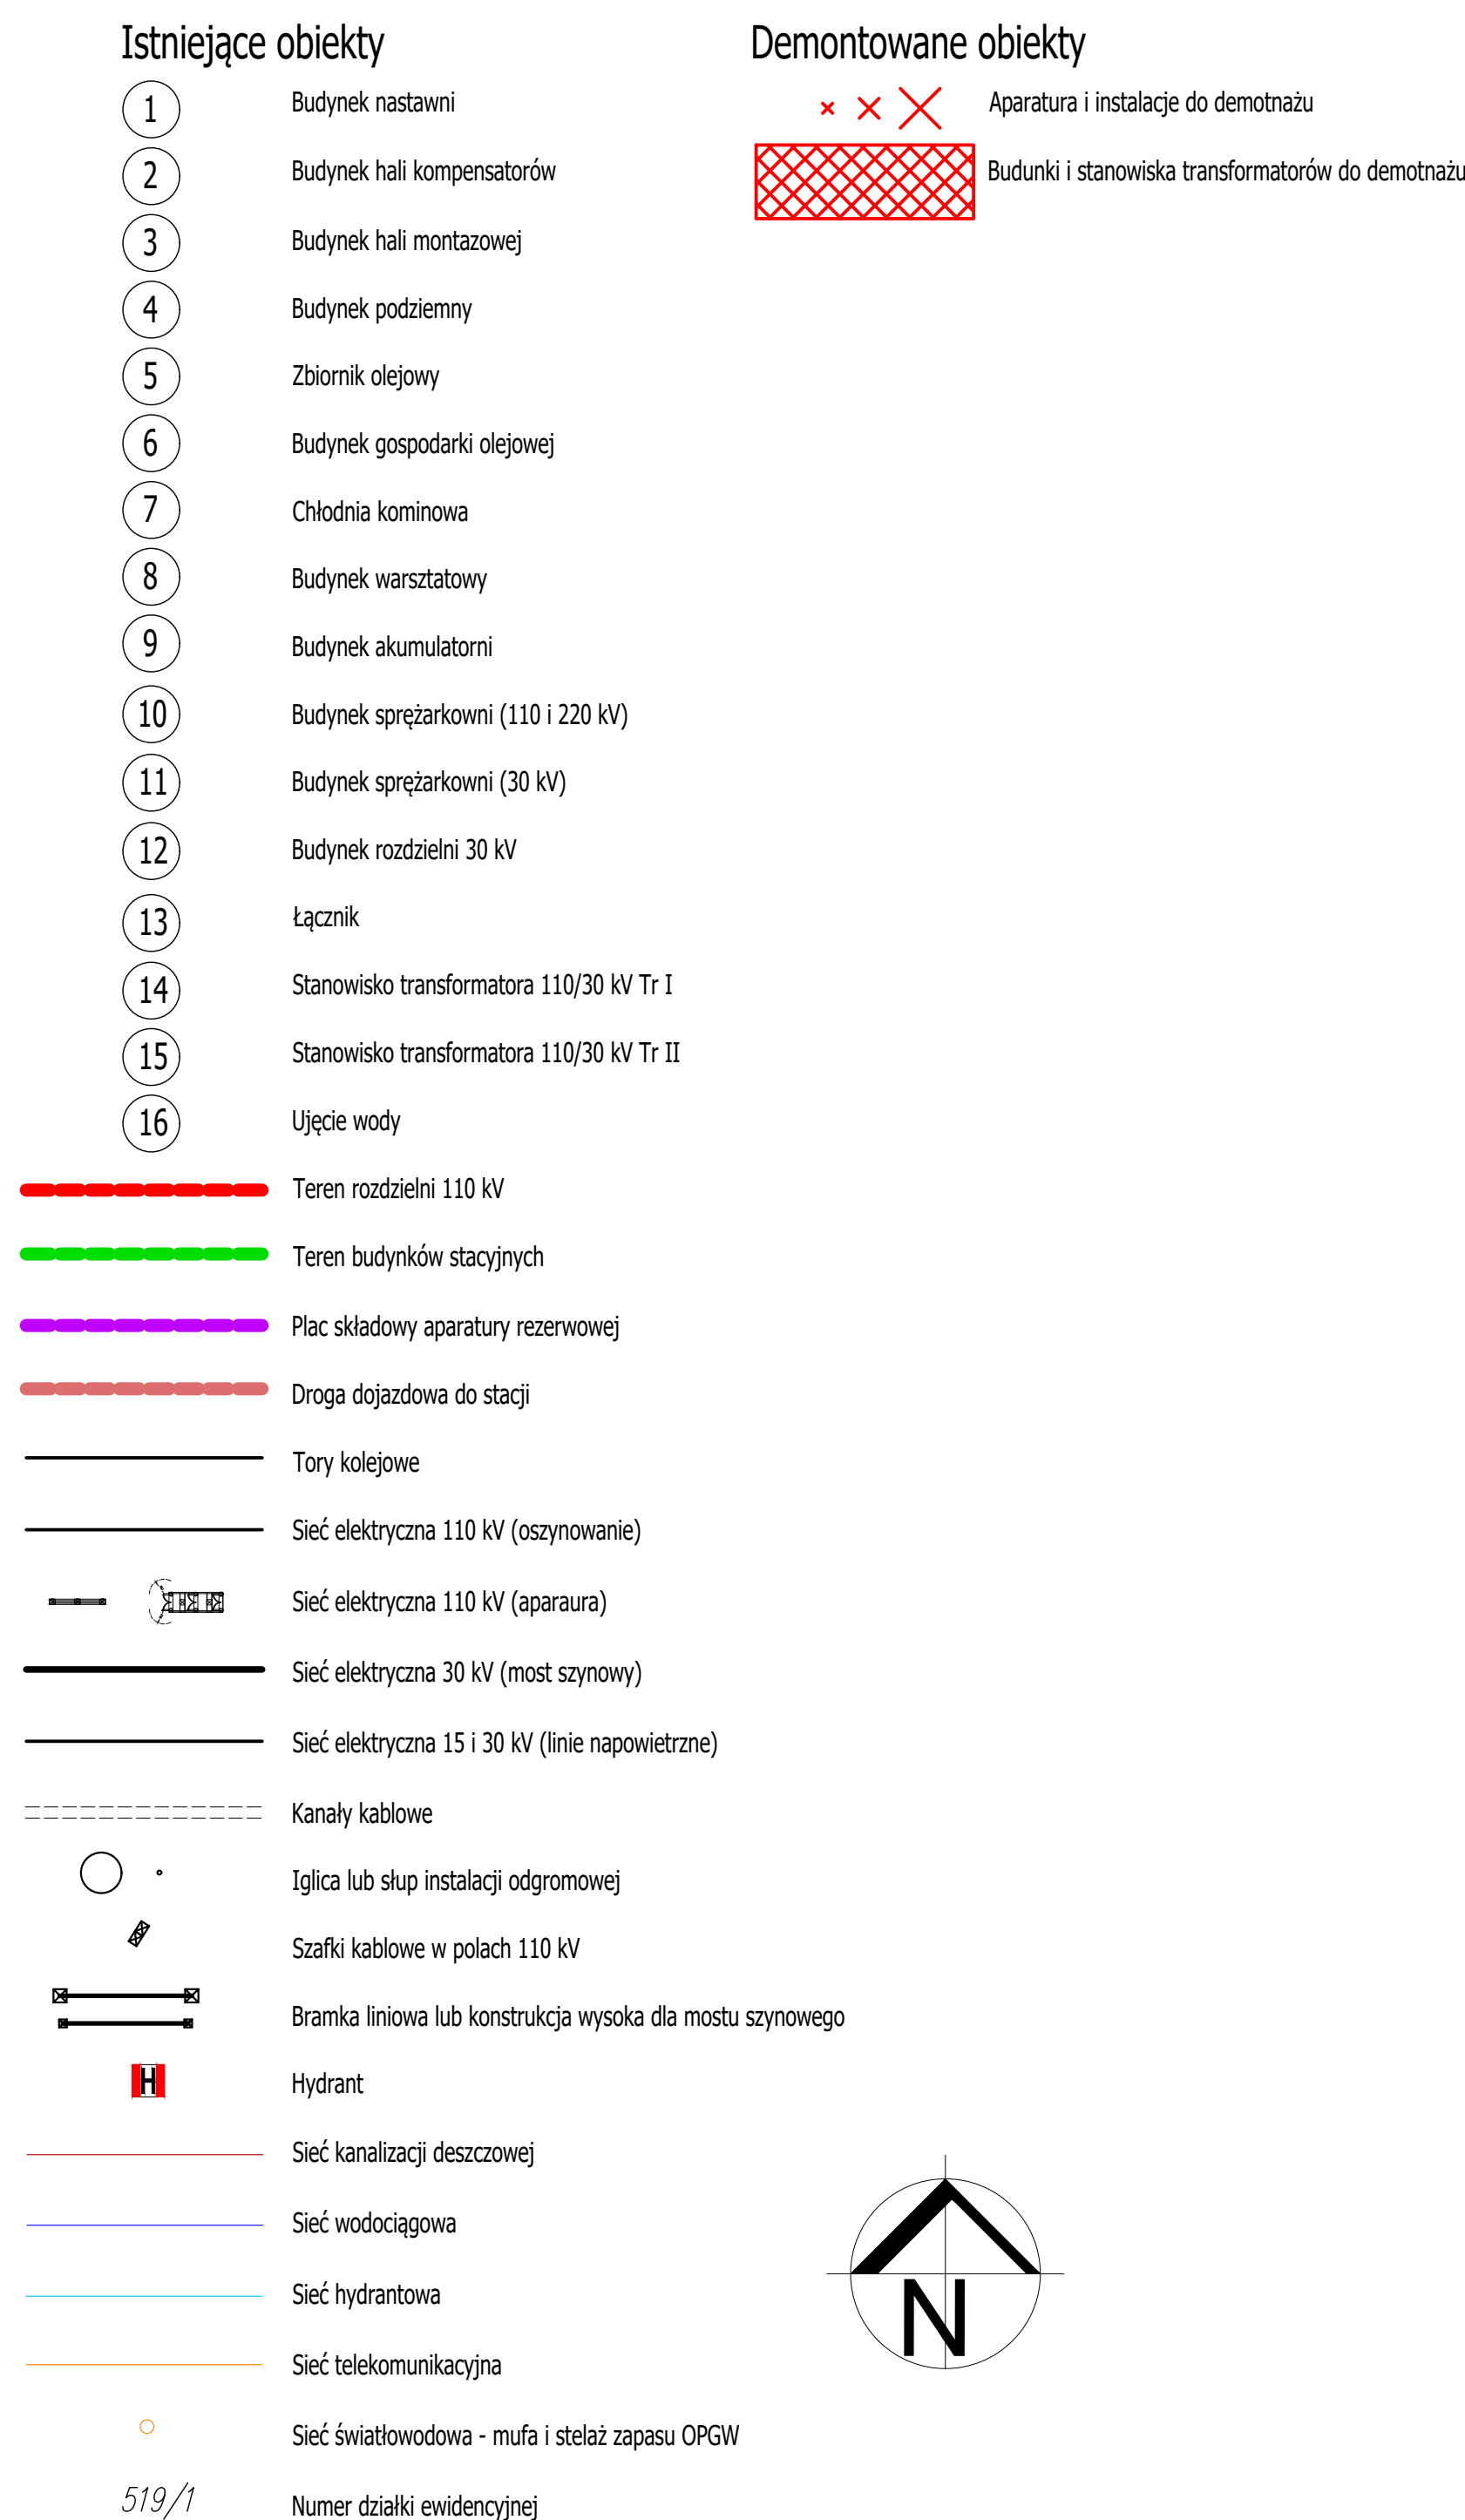 Istniejące obiekty
1 Budynek nastawni
2 Budynek hali kompensatorów
3 Budynek hali montazowej
4 Budynek podziemny
5 Zbiornik olejowy
6 Budynek gospodarki olejowej
7 Chłodnia kominowa
8 Budynek warsztatowy
9 Budynek akumulatorni
10 Budynek sprężarkowni (110 i 220 kV)
11 Budynek sprężarkowni (30 kV)
12 Budynek rozdzielni 30 kV
13 Łącznik
14 Stanowisko transformatora 110/30 kV Tr I
15 Stanowisko transformatora 110/30 kV Tr II
16 Ujęcie wody
Teren rozdzielni 110 kV
Teren budynków stacyjnych
Plac składowy aparatury rezerwowej
Droga dojazdowa do stacji
Tory kolejowe
Sieć elektryczna 110 kV (oszynowanie)
Sieć elektryczna 110 kV (aparaura)
Sieć elektryczna 30 kV (most szynowy)
Sieć elektryczna 15 i 30 kV (linie napowietrzne)
Kanały kablowe
Iglica lub słup instalacji odgromowej
Szafki kablowe w polach 110 kV
Bramka liniowa lub konstrukcja wysoka dla mostu szynowego
H Hydrant
Sieć kanalizacji deszczowej
Sieć wodociągowa
Sieć hydrantowa
Sieć telekomunikacyjna
Sieć światłowodowa - mufa i stelaż zapasu OPGW
519/1 Numer działki ewidencyjnej
Demontowane obiekty
Aparatura i instalacje do demotnażu
Budunki i stanowiska transformatorów do demotnażu
N